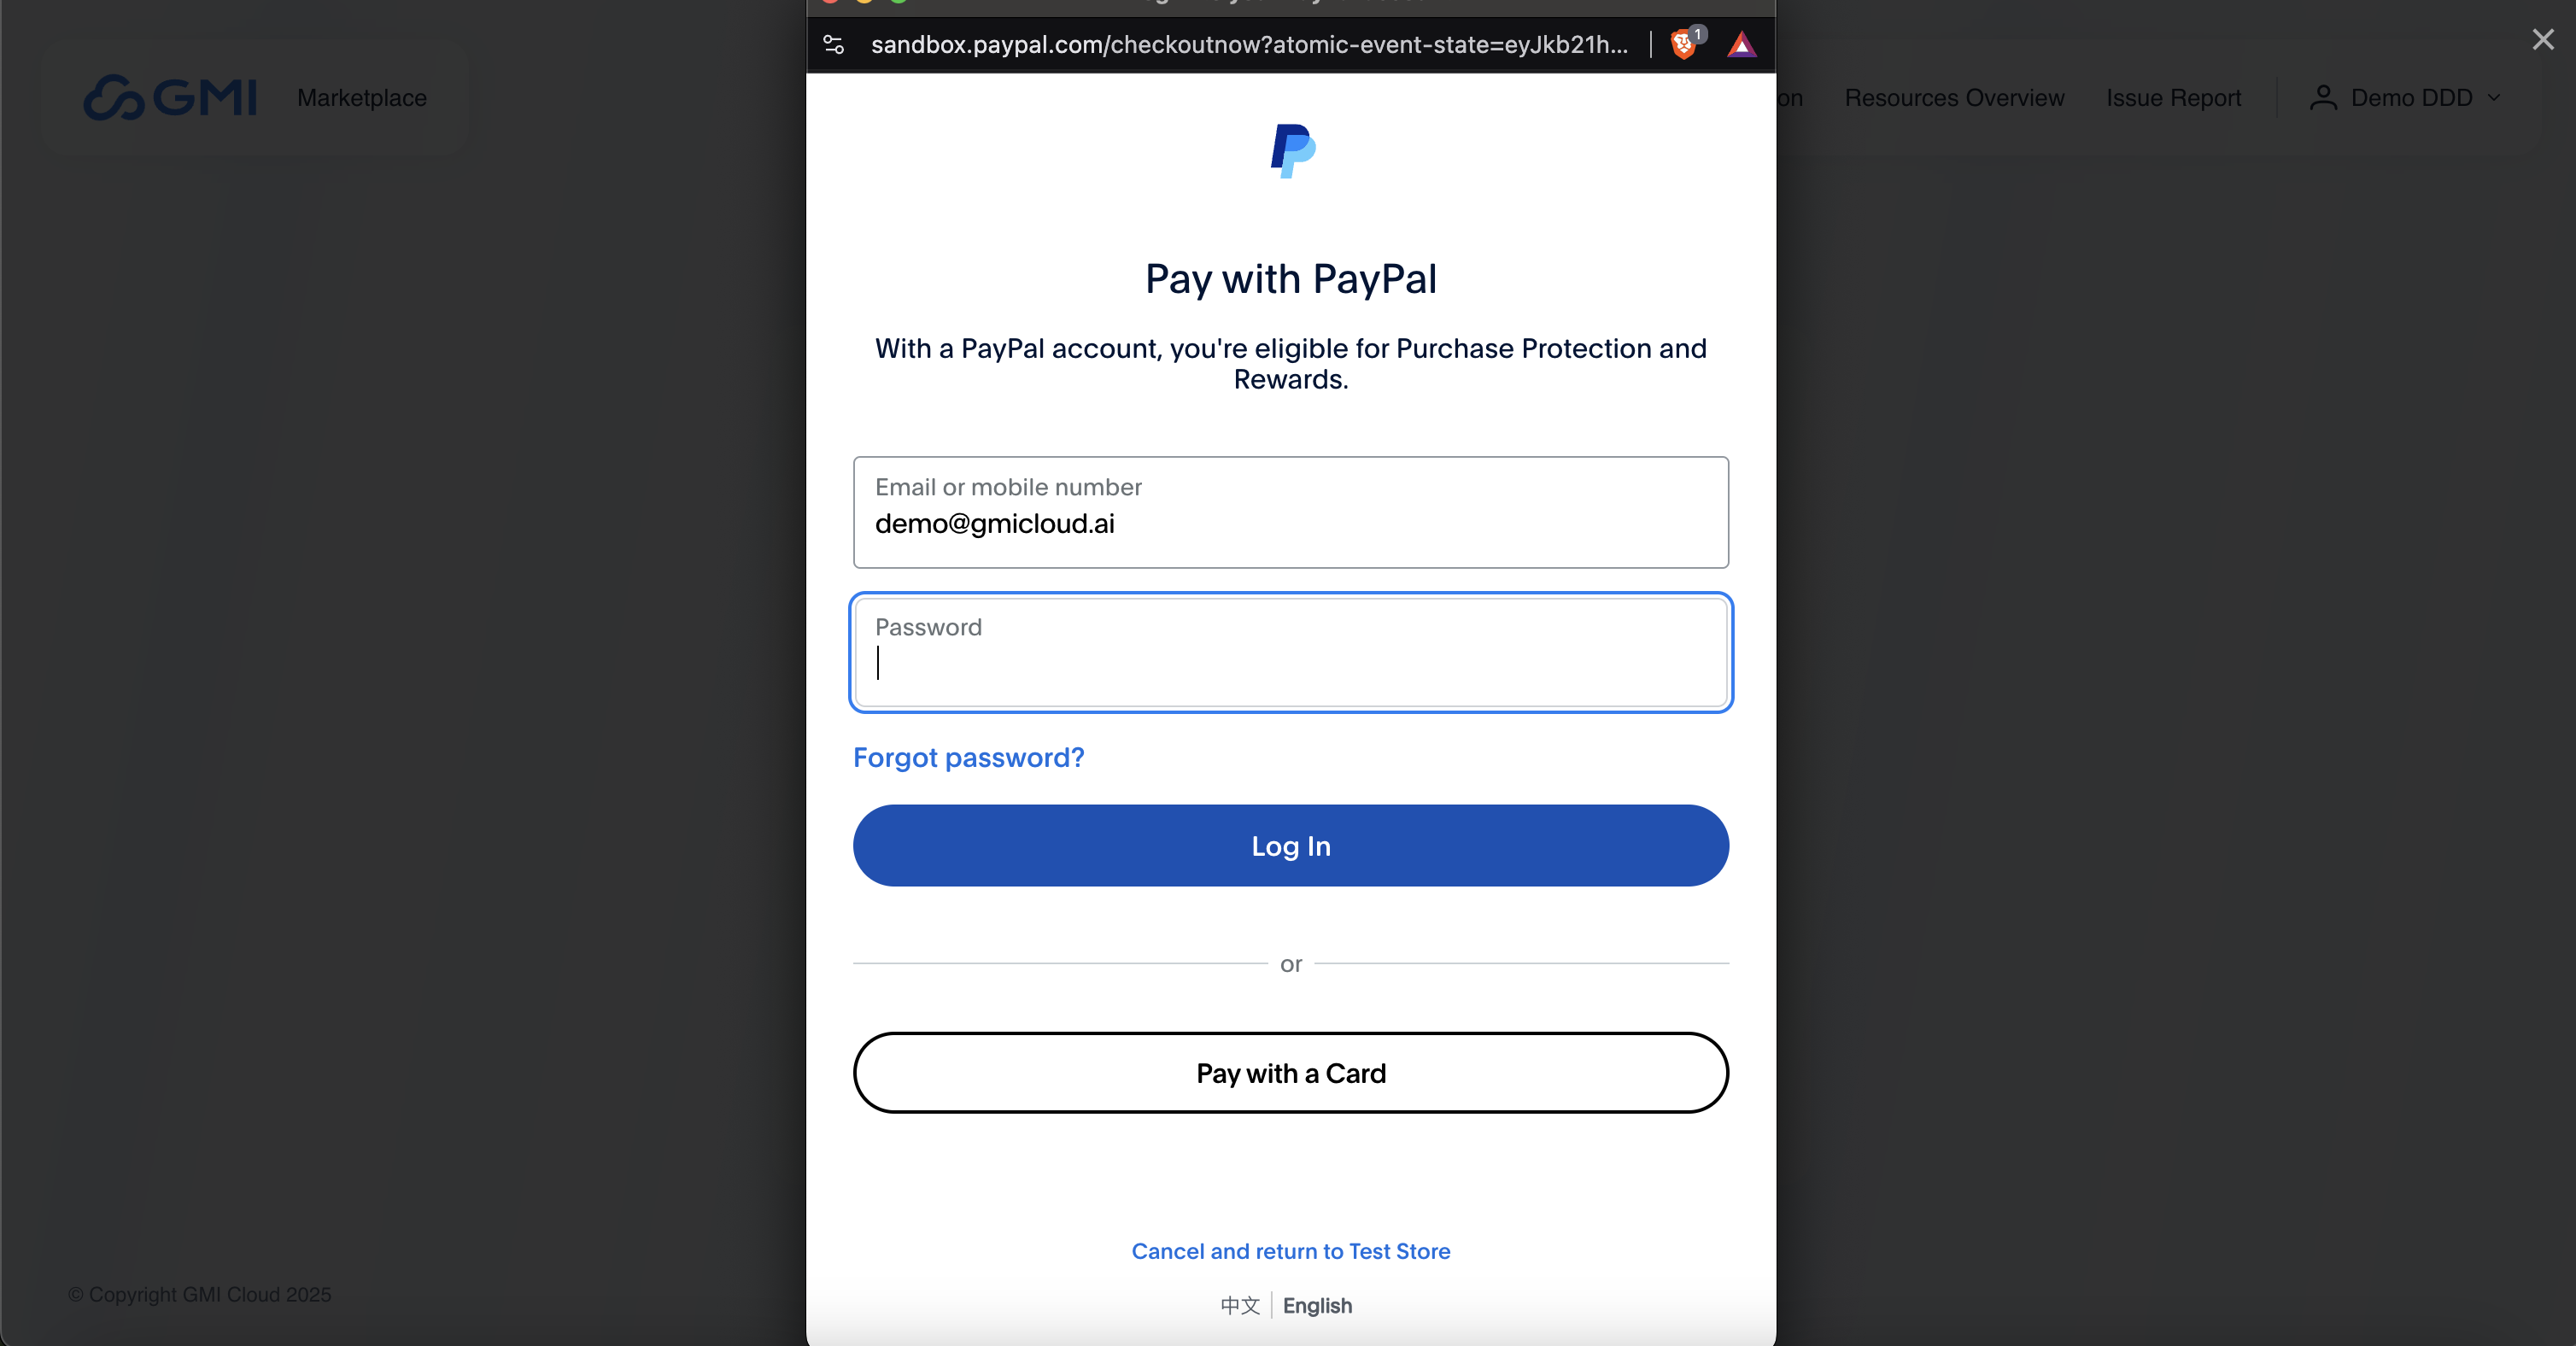 sandbox.paypal.com/checkoutnow?atomic-event-state=eyJkb21h...
1
GMI
Marketplace
on
Resources Overview
Issue Report
Demo DDD
Pay with PayPal
With a PayPal account, you're eligible for Purchase Protection and
Rewards.
Email or mobile number
demo@gmicloud.ai
Password
Forgot password?
Log In
or
Pay with a Card
Cancel and return to Test Store
© Copyright GMI Cloud 2025
中文
English